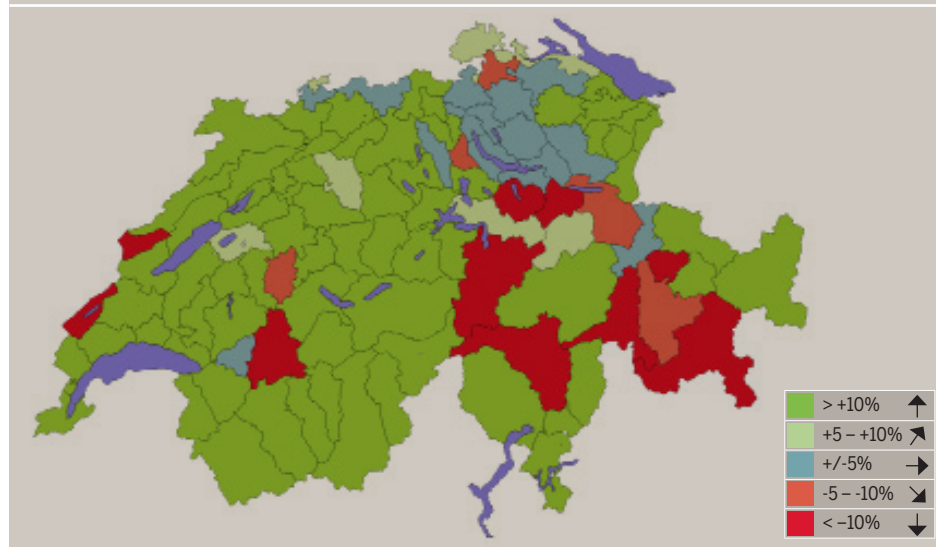 > +10%
+5 – +10%
+/-5%
-5 – -10%
< –10%